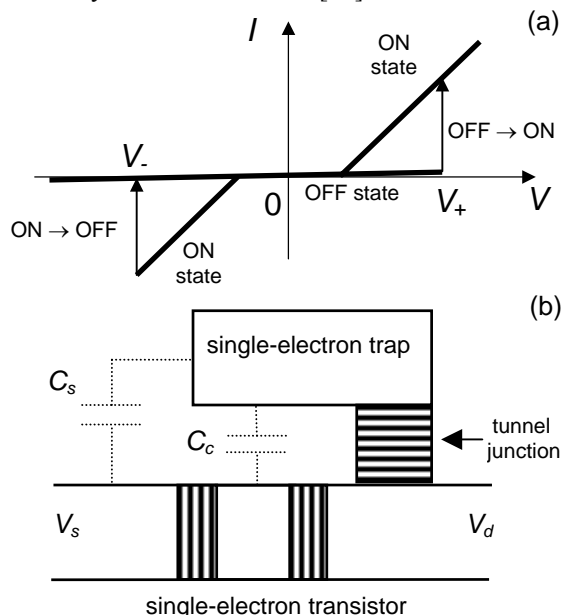 (a)
I
ON
state
OFF → ON
V-
0
OFF state
V+
V
ON → OFF
ON
state
(b)
single-electron trap
Cs
Cc
tunnel
junction
Vs
Vd
single-electron transistor